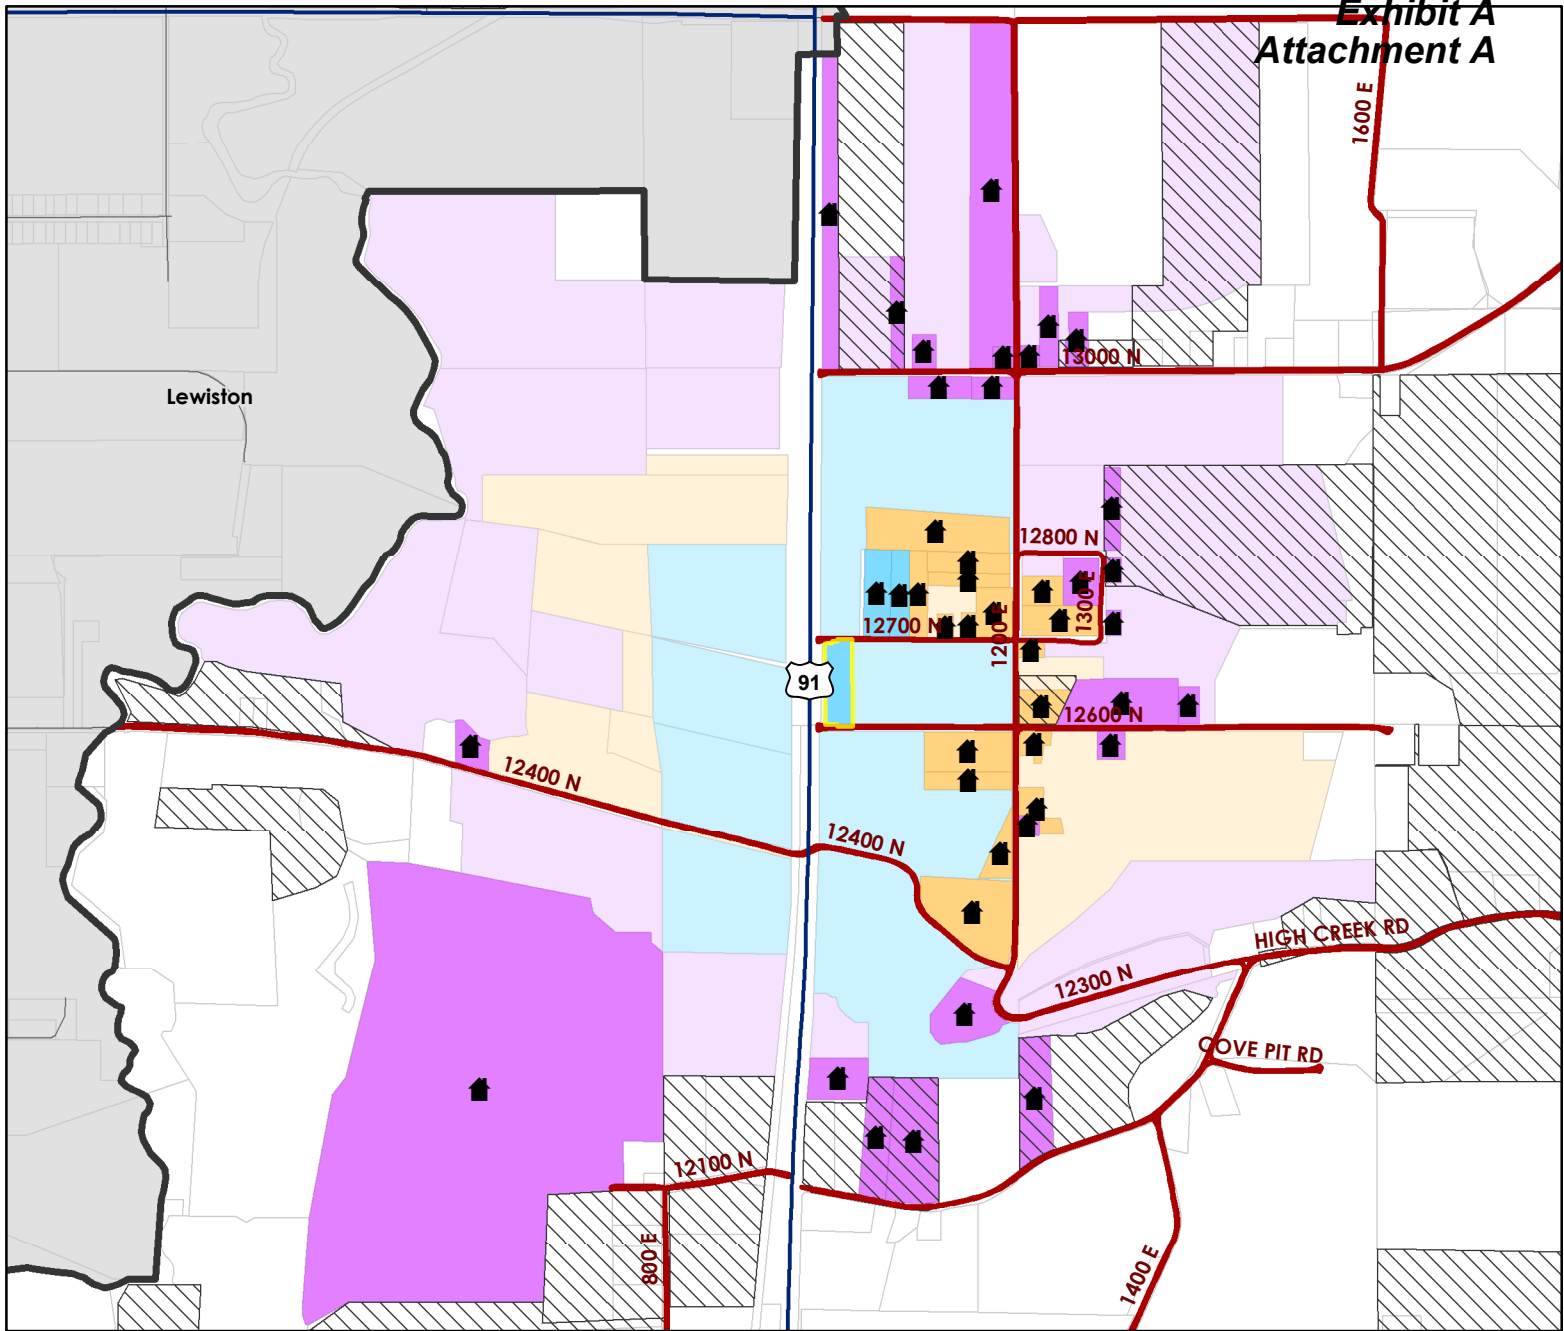 Exhibit A
Attachment A
1600 E
13000 N
Lewiston
12800 N
1300 E
12700 N
1200 E
91
12600 N
12400 N
12400 N
HIGH CREEK RD
12300 N
COVE PIT RD
12100 N
800 E
1400 E